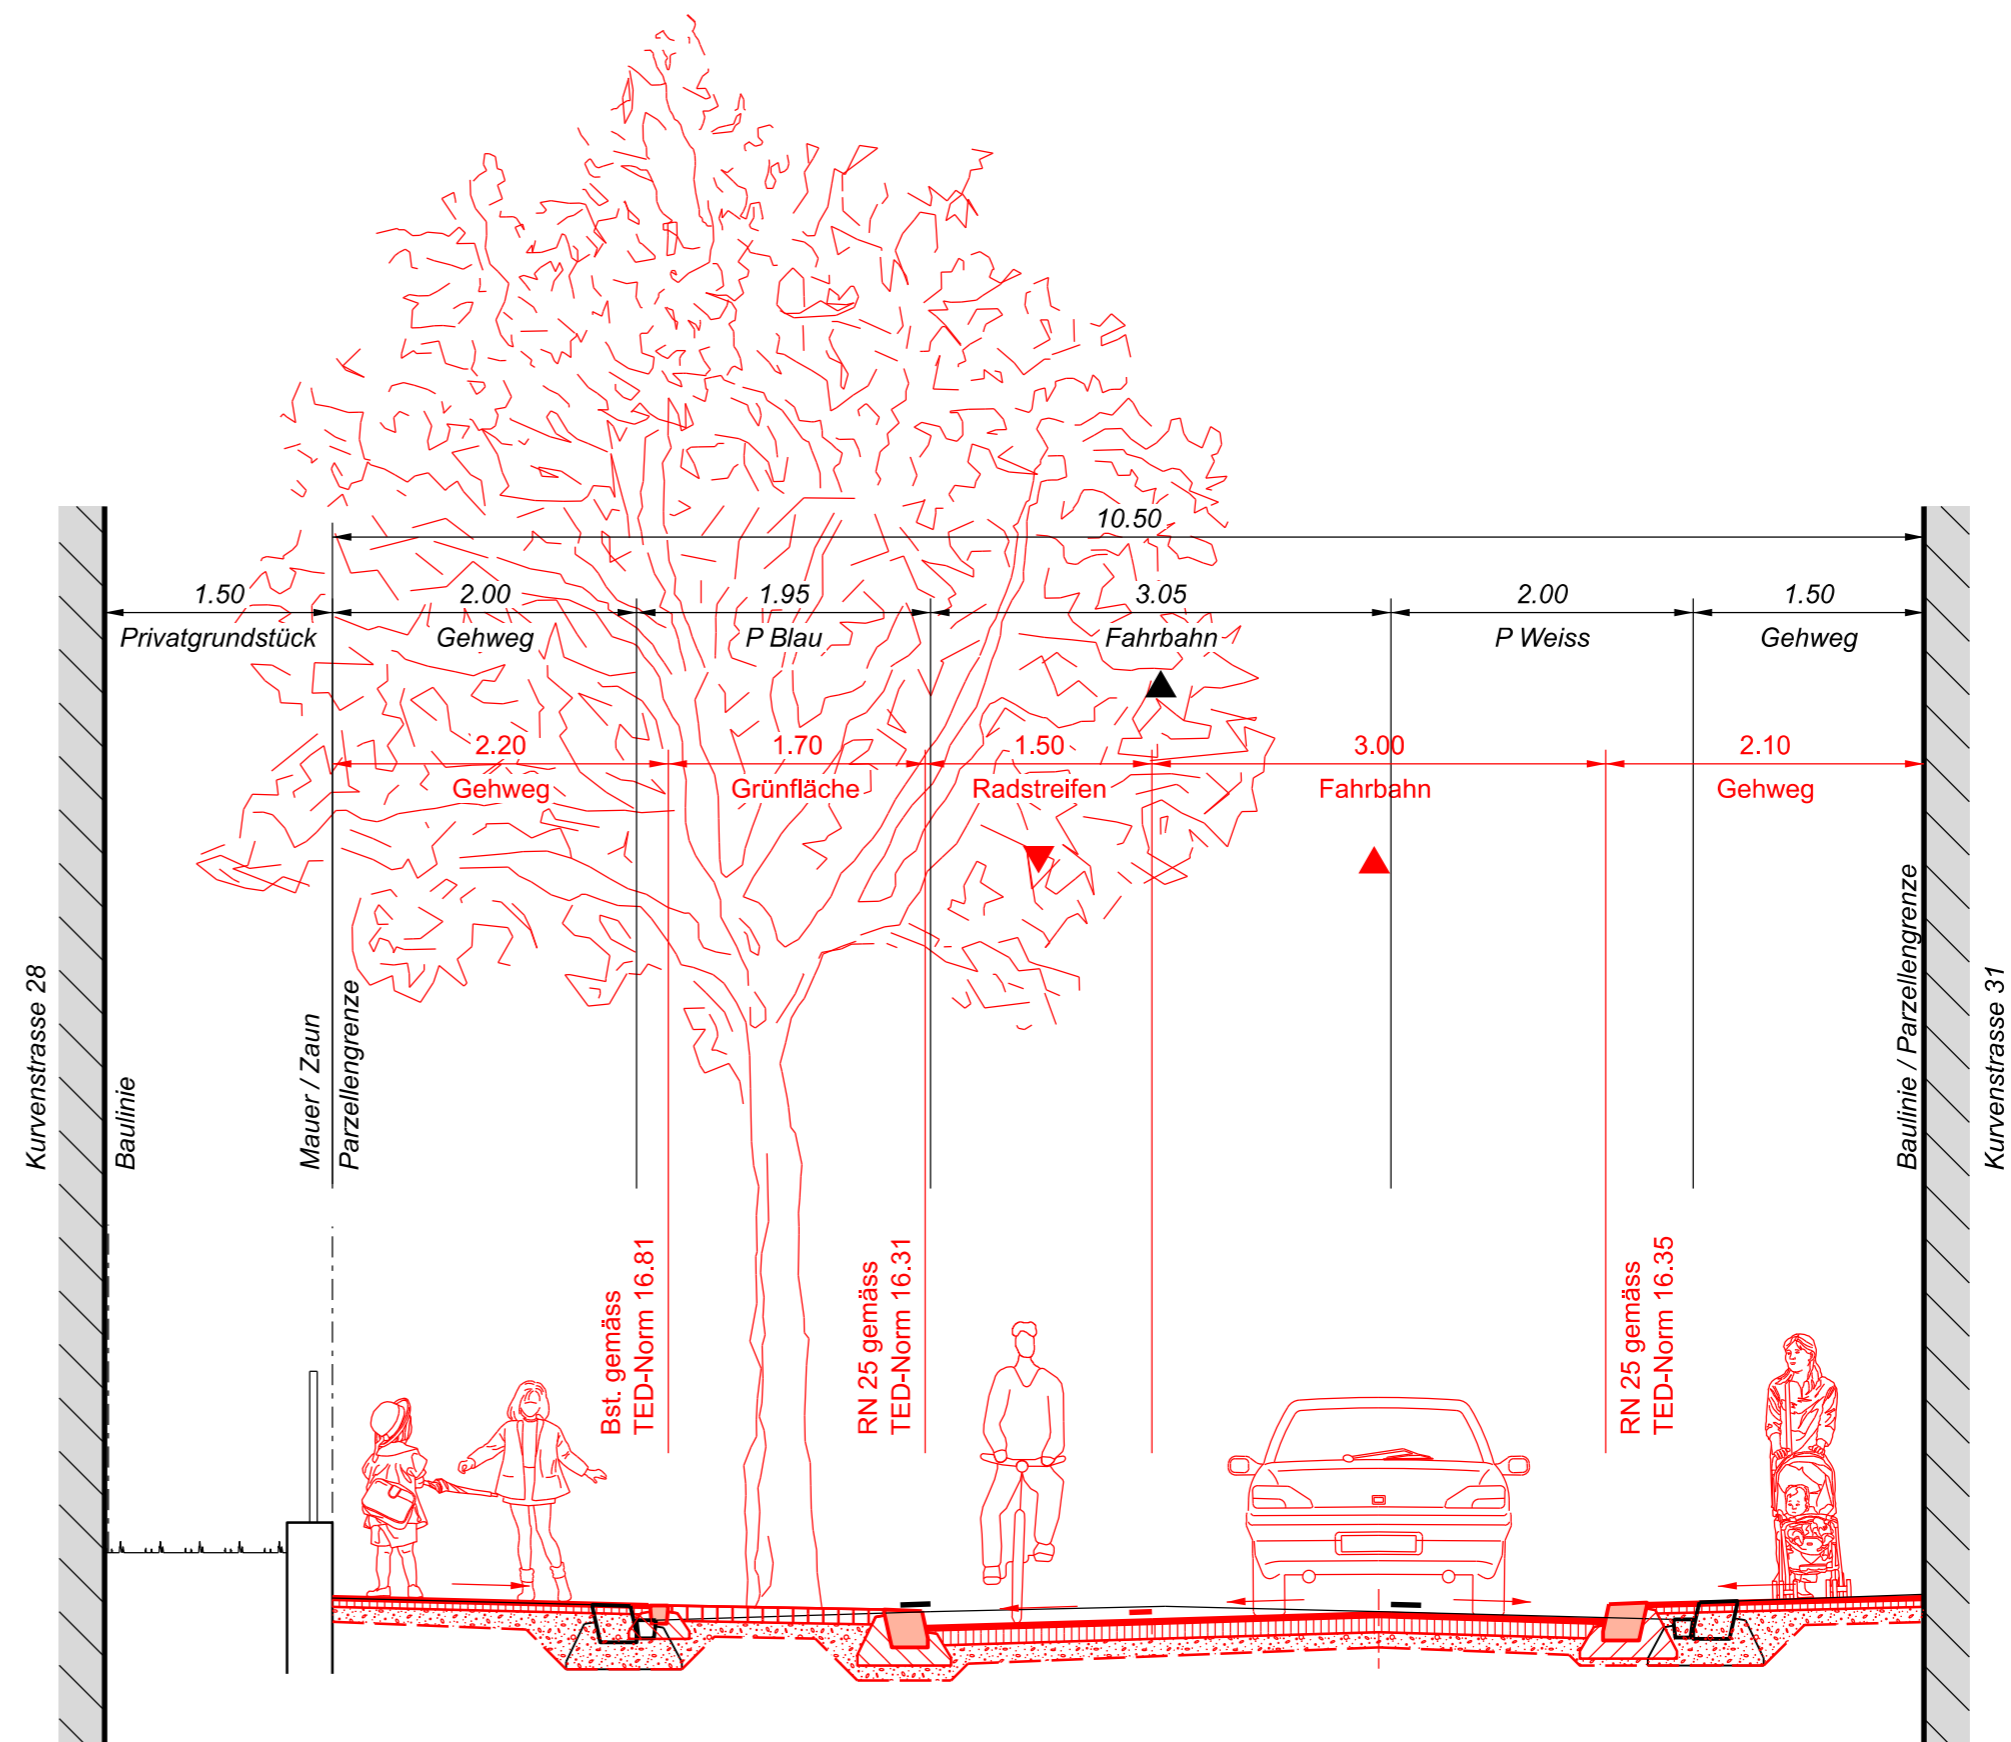 10.50
1.50 2.00 1.95 3.05 2.00 1.50
Privatgrundstück Gehweg P Blau Fahrbahn P Weiss Gehweg
2.20 1.70 1.50 3.00 2.10
Gehweg Grünfläche Radstreifen Fahrbahn Gehweg
Kurvenstrasse 28
Baulinie
Mauer / Zaun
Parzellengrenze
Baulinie / Parzellengrenze
Kurvenstrasse 31
Bst. gemäss
TED-Norm 16.81
RN 25 gemäss
TED-Norm 16.31
RN 25 gemäss
TED-Norm 16.35